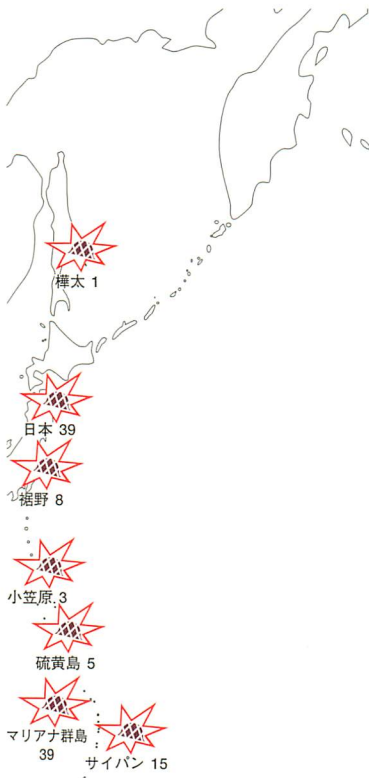 樺太 1
日本 39
裾野 8
小笠原 3
硫黄島 5
マリアナ群島
39
サイパン 15